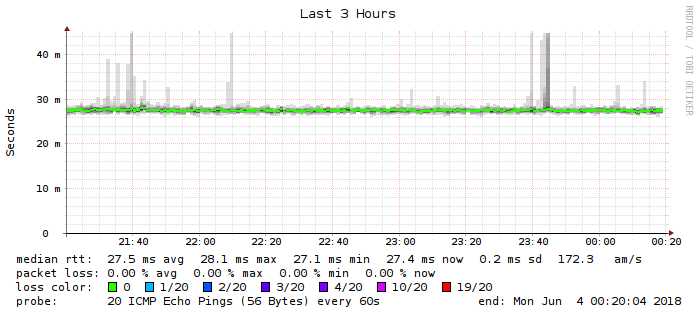 Last 3 Hours
RRDTOOL / TOBI OETIKER
Seconds
40 m
30 m
20 m
10 m
0
21:40 22:00 22:20 22:40 23:00 23:20 23:40 00:00 00:20
median rtt: 27.5 ms avg 28.1 ms max 27.1 ms min 27.4 ms now 0.2 ms sd 172.3 am/s
packet loss: 0.00 % avg 0.00 % max 0.00 % min 0.00 % now
loss color: 0 1/20 2/20 3/20 4/20 10/20 19/20
probe: 20 ICMP Echo Pings (56 Bytes) every 60s end: Mon Jun 4 00:20:04 2018